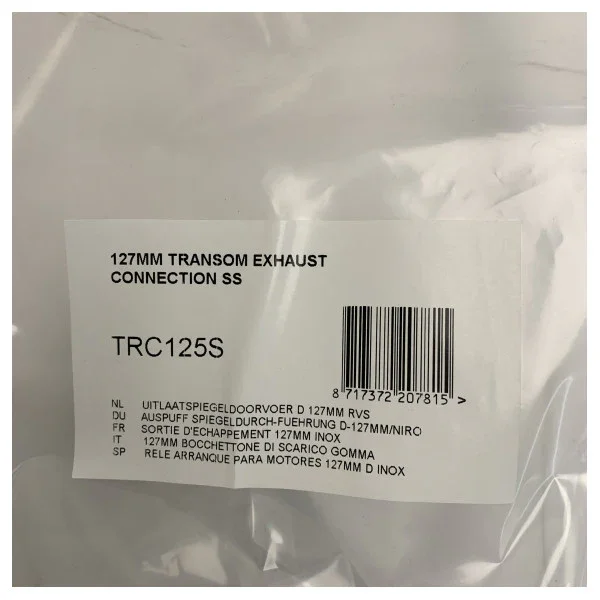 127MM TRANSOM EXHAUST
CONNECTION SS
TRC125S
8 717372 207815 >
NL UITLAATSPIEGELDOORVOER D 127MM RVS
DU AUSPUFF SPIEGELDURCH-FUEHRUNG D-127MM/NIRO
FR SORTIE D'ECHAPPEMENT 127MM INOX
IT 127MM BOCCHETTONE DI SCARICO GOMMA
SP RELE ARRANQUE PARA MOTORES 127MM D INOX